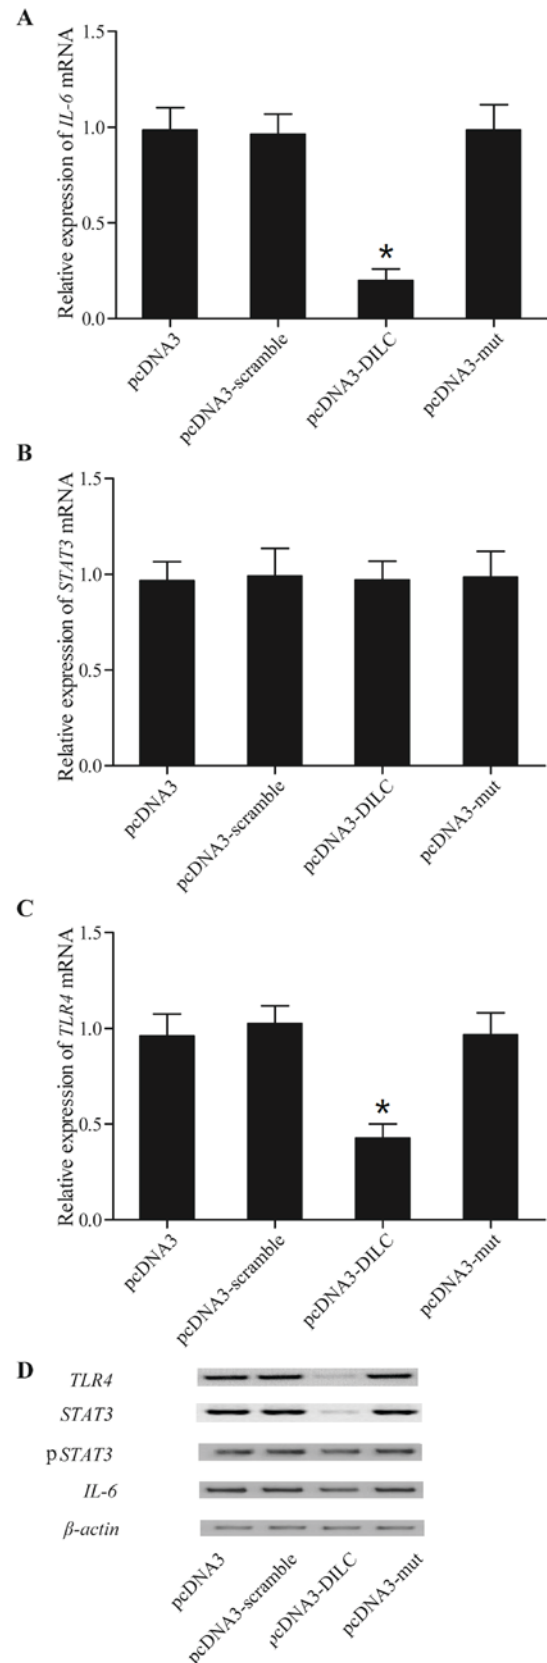 A
Relative expression of IL-6 mRNA
1.5
1.0
0.5
0.0
*
pcDNA3
pcDNA3-scramble
pcDNA3-DILC
pcDNA3-mut
B
Relative expression of STAT3 mRNA
1.5
1.0
0.5
0.0
pcDNA3
pcDNA3-scramble
pcDNA3-DILC
pcDNA3-mut
C
Relative expression of TLR4 mRNA
1.5
1.0
0.5
0.0
*
pcDNA3
pcDNA3-scramble
pcDNA3-DILC
pcDNA3-mut
D
TLR4
STAT3
pSTAT3
IL-6
β-actin
pcDNA3
pcDNA3-scramble
pcDNA3-DILC
pcDNA3-mut